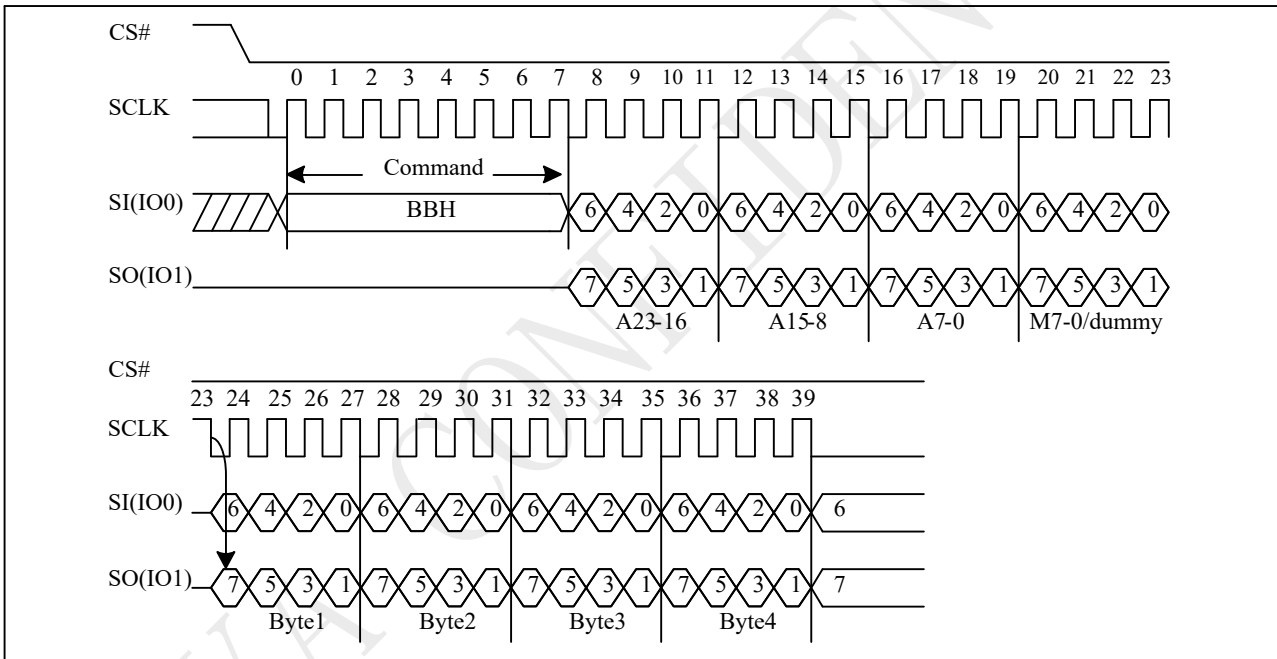 CS#
0 1 2 3 4 5 6 7 8 9 10 11 12 13 14 15 16 17 18 19 20 21 22 23
SCLK
Command
SI(IO0) BBH 6 4 2 0 6 4 2 0 6 4 2 0 6 4 2 0
SO(IO1) 7 5 3 1 7 5 3 1 7 5 3 1 7 5 3 1
A23-16 A15-8 A7-0 M7-0/dummy
CS#
23 24 25 26 27 28 29 30 31 32 33 34 35 36 37 38 39
SCLK
SI(IO0) 6 4 2 0 6 4 2 0 6 4 2 0 6 4 2 0 6
SO(IO1) 7 5 3 1 7 5 3 1 7 5 3 1 7 5 3 1 7
Byte1 Byte2 Byte3 Byte4